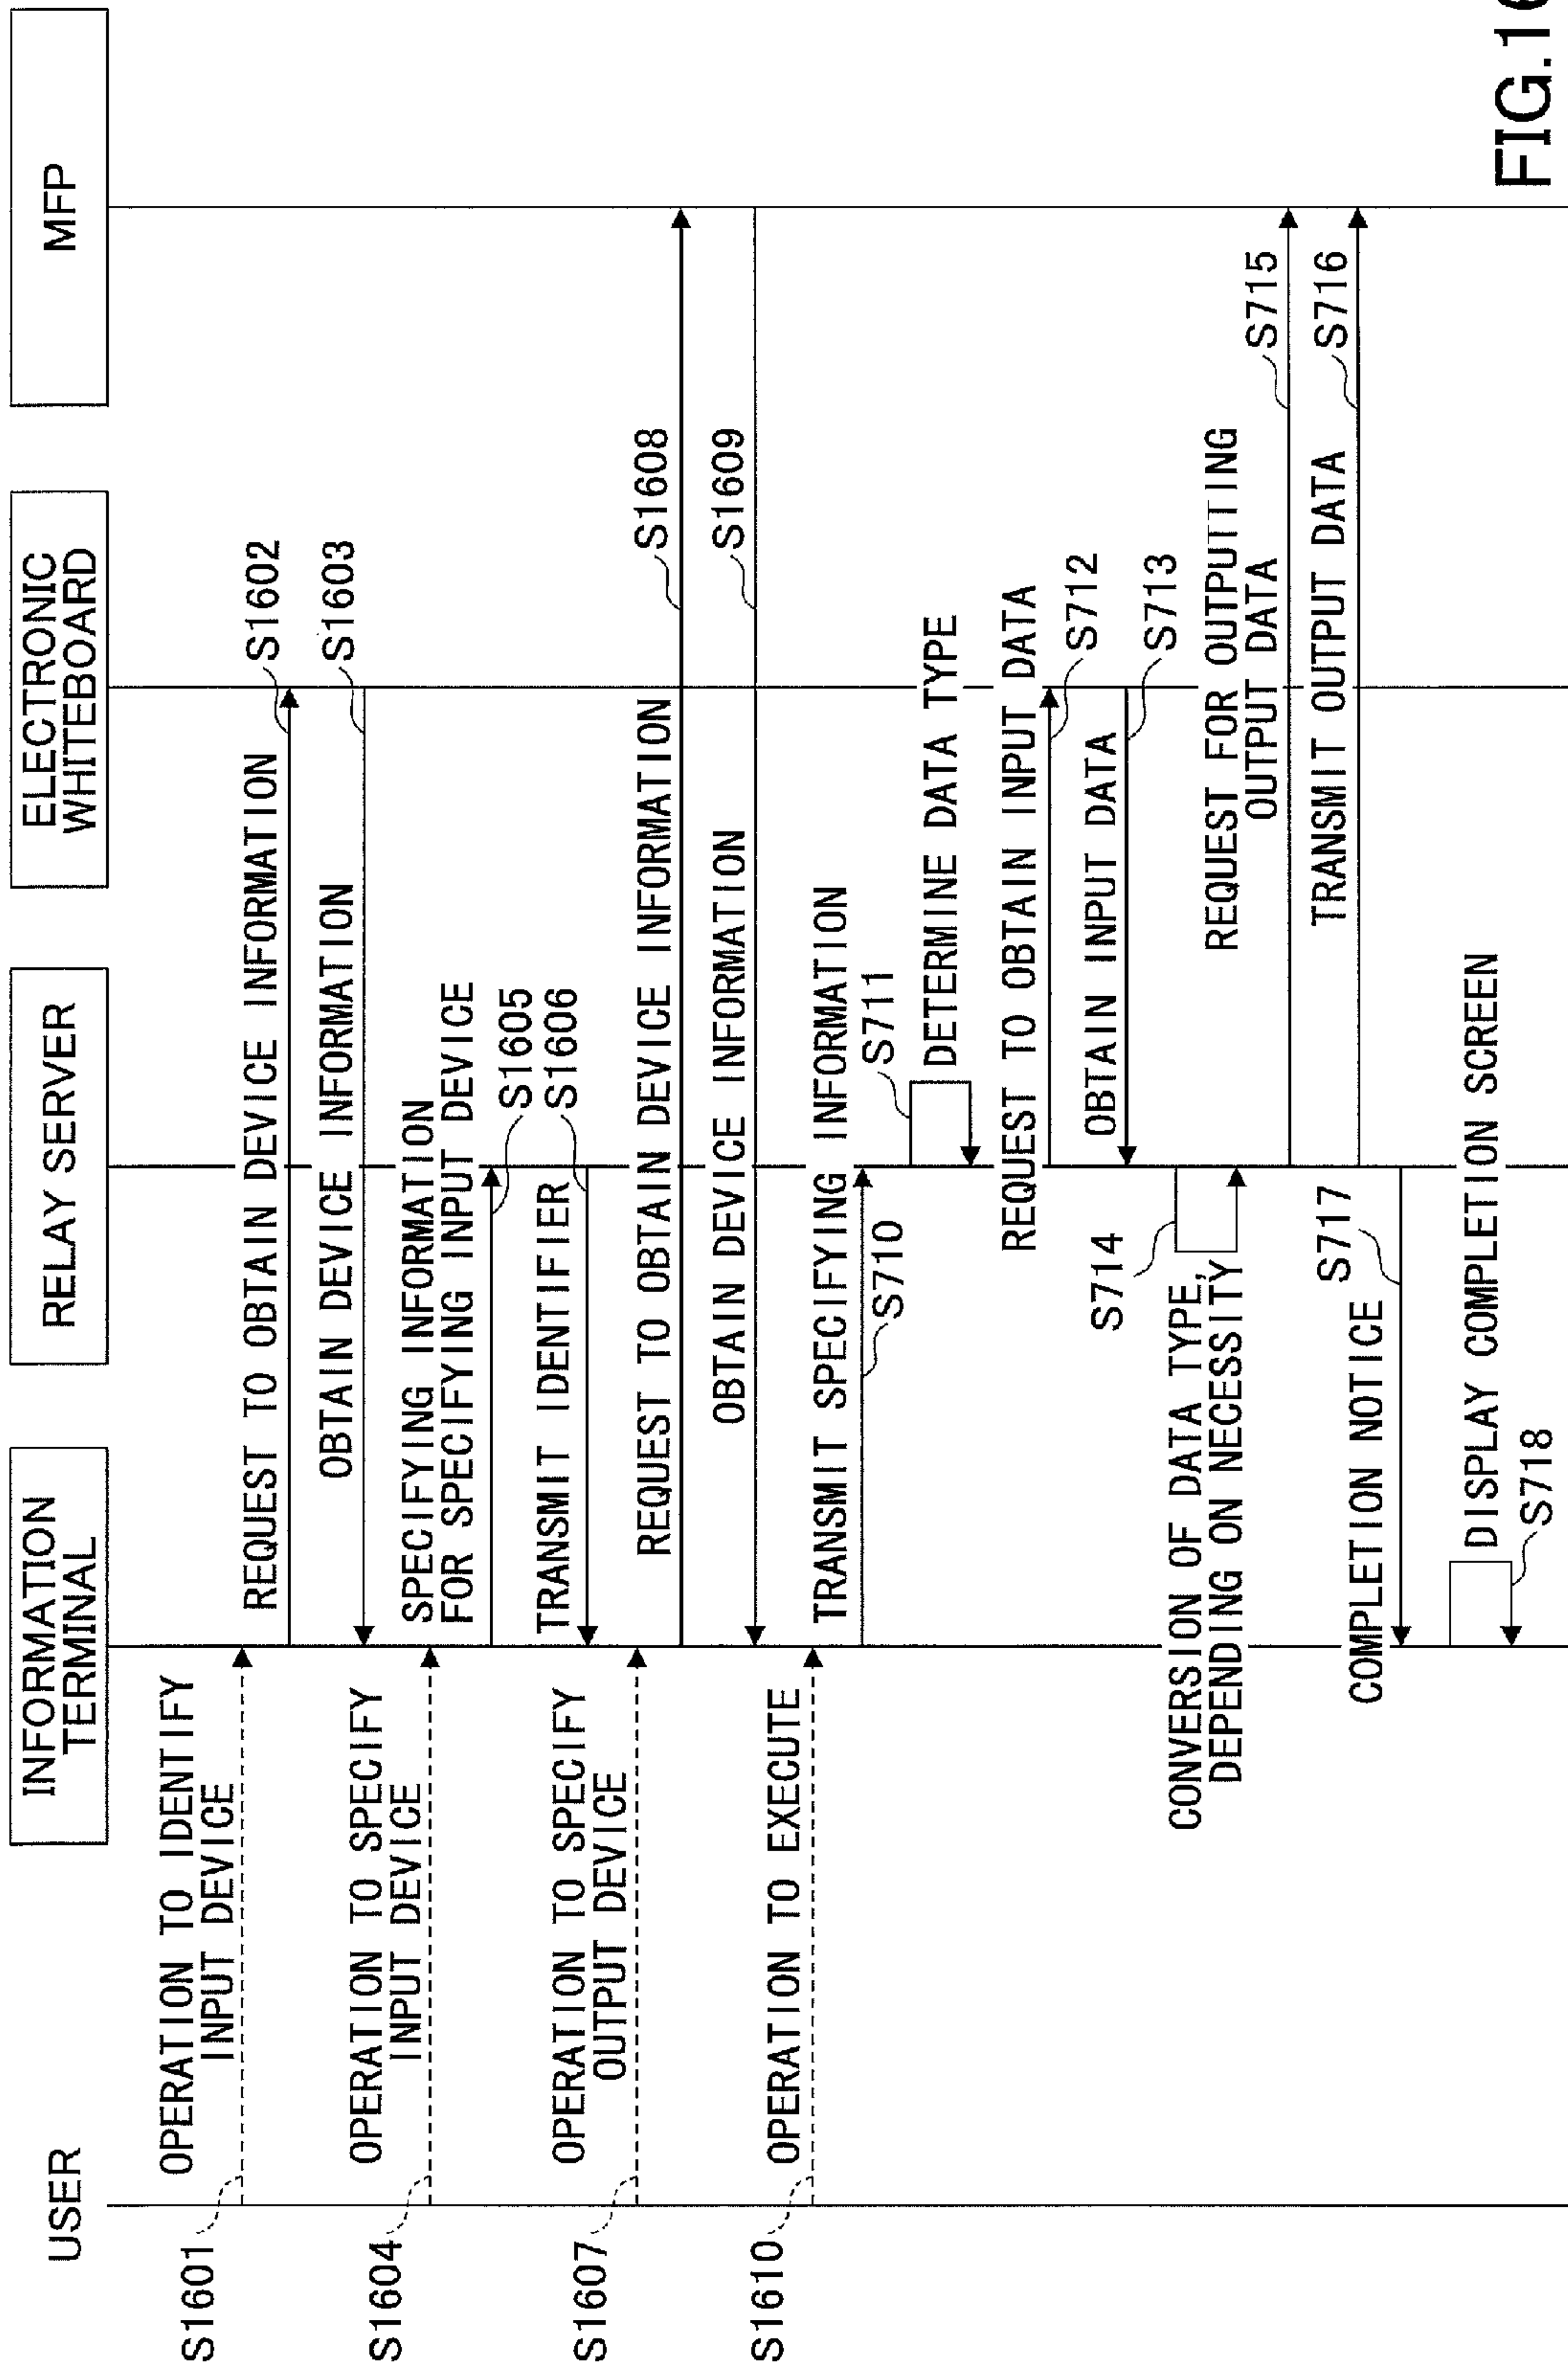 USER
INFORMATION
TERMINAL
RELAY SERVER
ELECTRONIC
WHITEBOARD
MFP
S1601
OPERATION TO IDENTIFY
INPUT DEVICE
REQUEST TO OBTAIN DEVICE INFORMATION
S1602
OBTAIN DEVICE INFORMATION
S1603
S1604
OPERATION TO SPECIFY
INPUT DEVICE
SPECIFYING INFORMATION
FOR SPECIFYING INPUT DEVICE
S1605
TRANSMIT IDENTIFIER
S1606
S1607
OPERATION TO SPECIFY
OUTPUT DEVICE
REQUEST TO OBTAIN DEVICE INFORMATION
S1608
OBTAIN DEVICE INFORMATION
S1609
S1610
OPERATION TO EXECUTE
TRANSMIT SPECIFYING INFORMATION
S710
S711
DETERMINE DATA TYPE
REQUEST TO OBTAIN INPUT DATA
S712
OBTAIN INPUT DATA
S713
S714
CONVERSION OF DATA TYPE,
DEPENDING ON NECESSITY
REQUEST FOR OUTPUTTING
OUTPUT DATA
S715
TRANSMIT OUTPUT DATA
S716
S717
COMPLETION NOTICE
DISPLAY COMPLETION SCREEN
S718
FIG.16